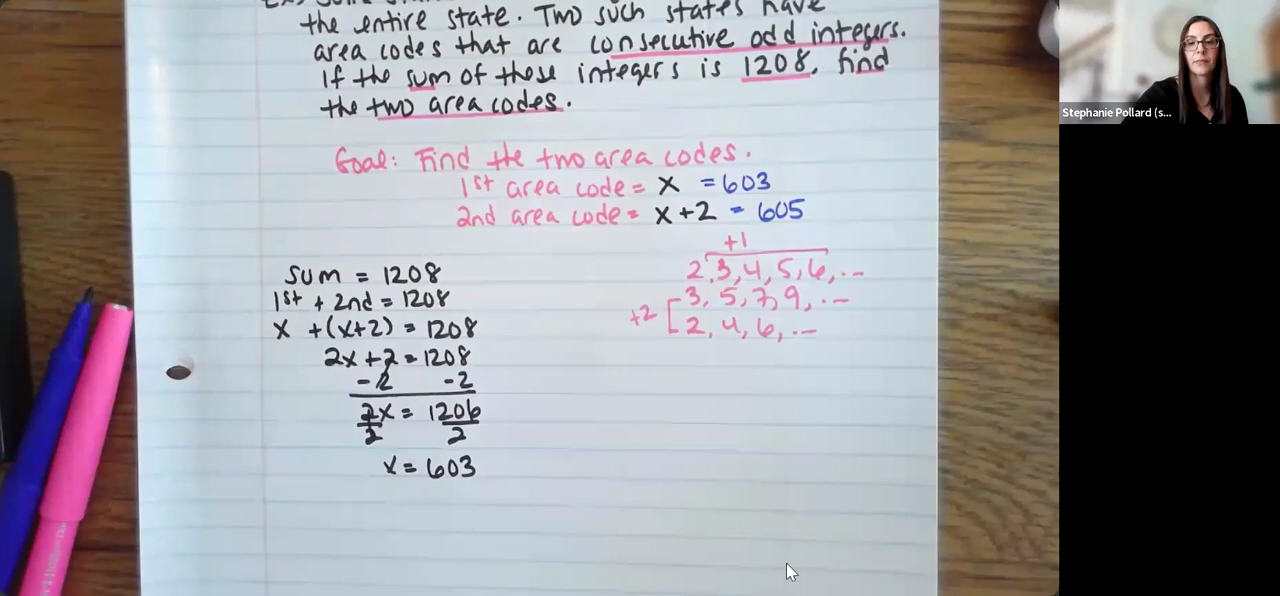 the entire state. Two such states have
area codes that are consecutive odd integers.
If the sum of these integers is 1208, find
the two area codes.
Goal: Find the two area codes.
1st area code = x = 603
2nd area code = x+2 = 605
+1
2,3,4,5,6,...
3,5,7,9,...
+2
2,4,6,...
sum = 1208
1st + 2nd = 1208
x +(x+2) = 1208
2x+2=1208
-2 -2
2x = 1206
2 2
x = 603
Stephanie Pollard (s...